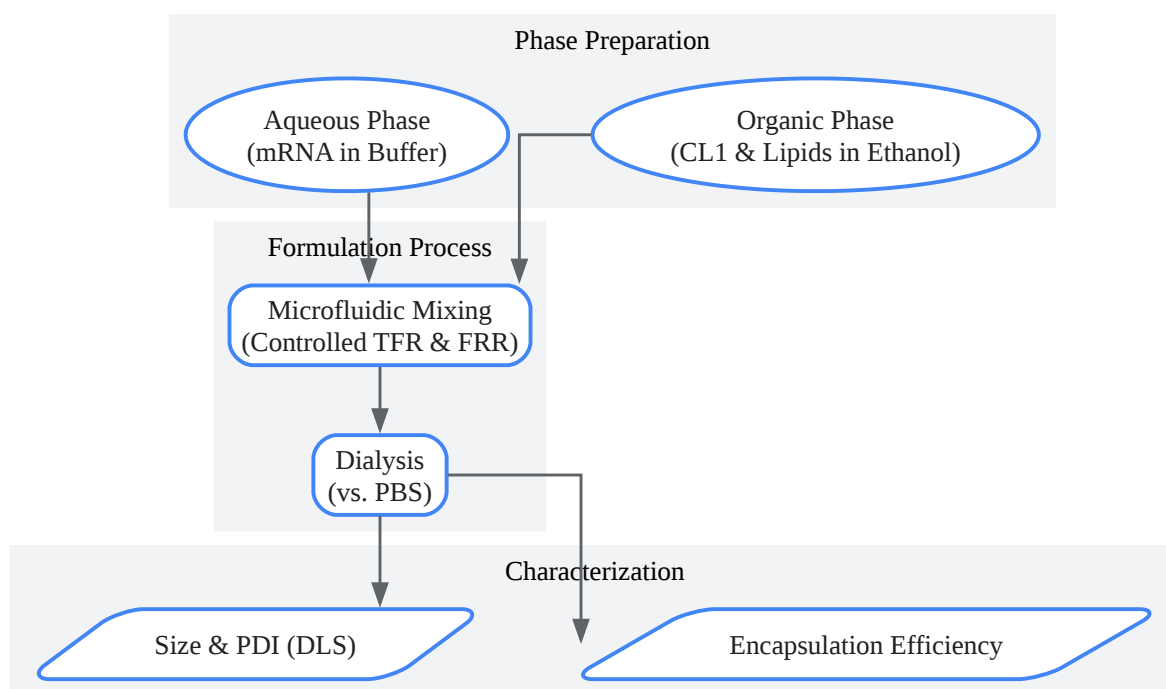 Phase Preparation
Aqueous Phase
(mRNA in Buffer)
Organic Phase
(CL1 & Lipids in Ethanol)
Formulation Process
Microfluidic Mixing
(Controlled TFR & FRR)
Dialysis
(vs. PBS)
Characterization
Size & PDI (DLS)
Encapsulation Efficiency